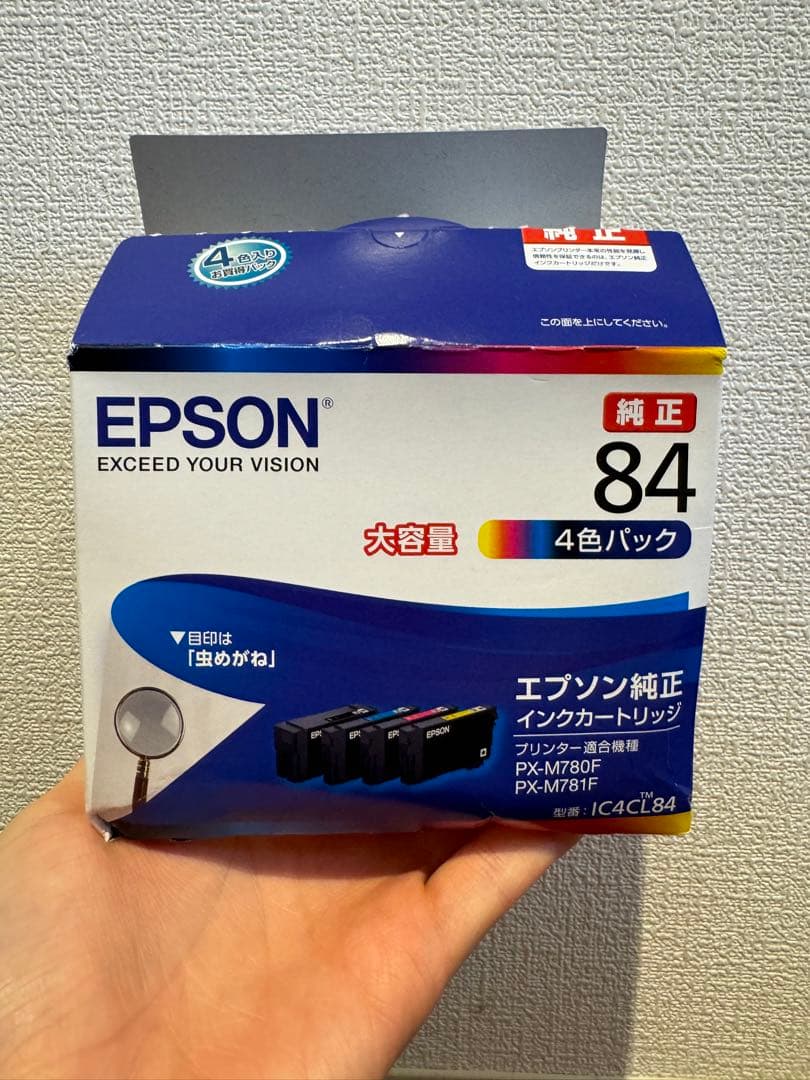 4色入り
お買得パック
純正
エプソンプリンター本来の性能を発揮し
信頼性を保証できるのは、エプソン純正
インクカートリッジだけです。
この面を上にしてください。
EPSON®
EXCEED YOUR VISION
純正
84
大容量
4色パック
▼目印は
「虫めがね」
エプソン純正
インクカートリッジ
プリンター適合機種
PX-M780F
PX-M781F
型番:IC4CL84™
EPSON